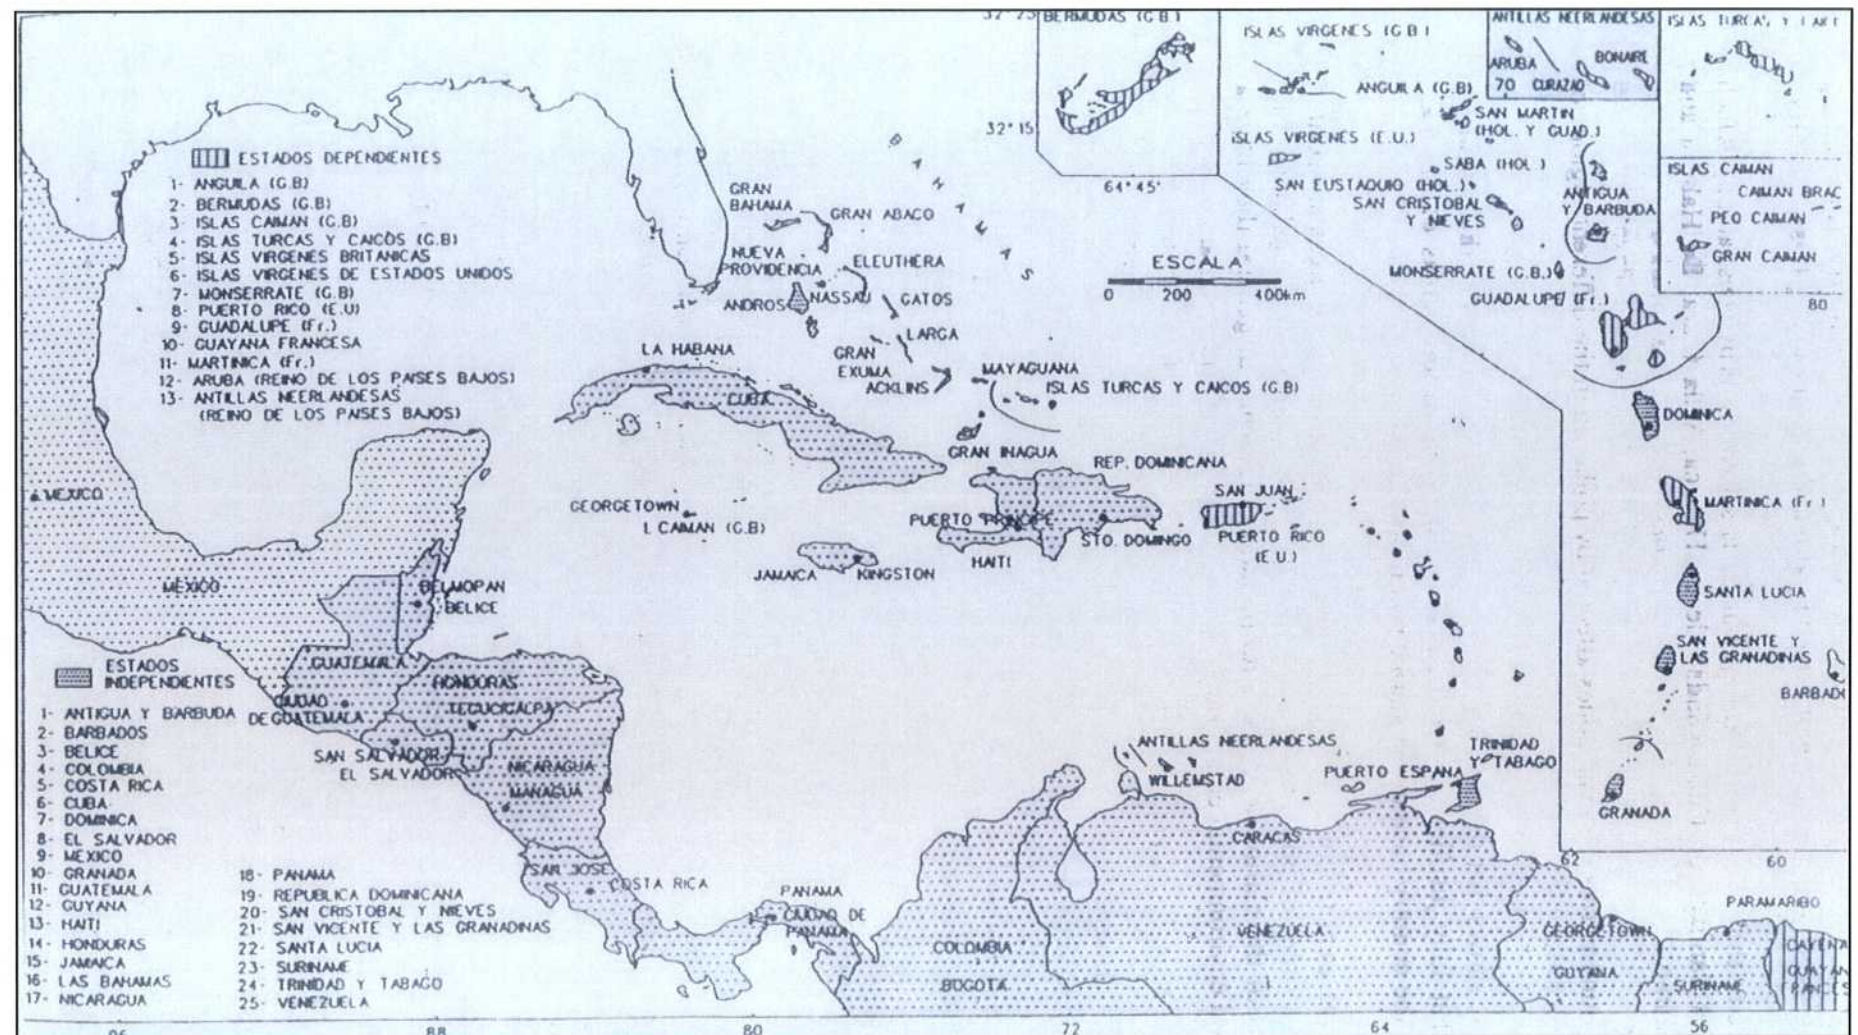 ESTADOS DEPENDIENTES
1- ANGUILA (G.B)
2- BERMUDAS (G.B)
3- ISLAS CAIMAN (G.B)
4- ISLAS TURCAS Y CAICOS (G.B)
5- ISLAS VIRGENES BRITANICAS
6- ISLAS VIRGENES DE ESTADOS UNIDOS
7- MONSERRATE (G.B)
8- PUERTO RICO (E.U)
9- GUADALUPE (Fr.)
10- GUAYANA FRANCESA
11- MARTINICA (Fr.)
12- ARUBA (REINO DE LOS PAISES BAJOS)
13- ANTILLAS NEERLANDESAS
(REINO DE LOS PAISES BAJOS)
32°25
BERMUDAS (G.B.)
32°15
64°45'
ISLAS VIRGENES (G.B)
ANGUILA (G.B)
ISLAS VIRGENES (E.U.)
ANTILLAS NEERLANDESAS
ARUBA
BONAIRE
70 CURAZAO
SAN MARTIN
(HOL. Y GUAD.)
SABA (HOL.)
SAN EUSTAQUIO (HOL.)
SAN CRISTOBAL
Y NIEVES
ANTIGUA
Y BARBUDA
MONSERRATE (G.B.)
GUADALUPE (Fr.)
ISLAS TURCAS Y
ISLAS CAIMAN
CAIMAN BRAC
PEO CAIMAN
GRAN CAIMAN
80
DOMINICA
MARTINICA (Fr.)
SANTA LUCIA
SAN VICENTE Y
LAS GRANADINAS
BARBADO
GRANADA
62
60
BAHAMAS
GRAN
BAHAMA
GRAN ABACO
NUEVA
PROVIDENCIA
ELEUTHERA
ANDROS
NASSAU
GATOS
LARGA
GRAN
EXUMA
ACKLINS
MAYAGUANA
ISLAS TURCAS Y CAICOS (G.B)
GRAN INAGUA
ESCALA
0 200 400km
LA HABANA
CUBA
GEORGETOWN
I. CAIMAN (G.B)
JAMAICA
KINGSTON
PUERTO PRINCIPE
HAITI
REP. DOMINICANA
STO. DOMINGO
SAN JUAN
PUERTO RICO
(E.U.)
MEXICO
MEXICO
BELMOPAN
BELICE
GUATEMALA
CIUDAD
DE GUATEMALA
HONDURAS
TEGUCIGALPA
SAN SALVADOR
EL SALVADOR
NICARAGUA
MANAGUA
SAN JOSE
COSTA RICA
PANAMA
CIUDAD DE
PANAMA
ANTILLAS NEERLANDESAS
WILLEMSTAD
PUERTO ESPANA
TRINIDAD
Y TABAGO
CARACAS
VENEZUELA
COLOMBIA
BOGOTA
GEORGETOWN
GUYANA
PARAMARIBO
SURINAME
CAYENA
GUAYAN
FRANCES
ESTADOS
INDEPENDIENTES
1- ANTIGUA Y BARBUDA
2- BARBADOS
3- BELICE
4- COLOMBIA
5- COSTA RICA
6- CUBA
7- DOMINICA
8- EL SALVADOR
9- MEXICO
10- GRANADA
11- GUATEMALA
12- GUYANA
13- HAITI
14- HONDURAS
15- JAMAICA
16- LAS BAHAMAS
17- NICARAGUA
18- PANAMA
19- REPUBLICA DOMINICANA
20- SAN CRISTOBAL Y NIEVES
21- SAN VICENTE Y LAS GRANADINAS
22- SANTA LUCIA
23- SURINAME
24- TRINIDAD Y TABAGO
25- VENEZUELA
96
88
80
72
64
56